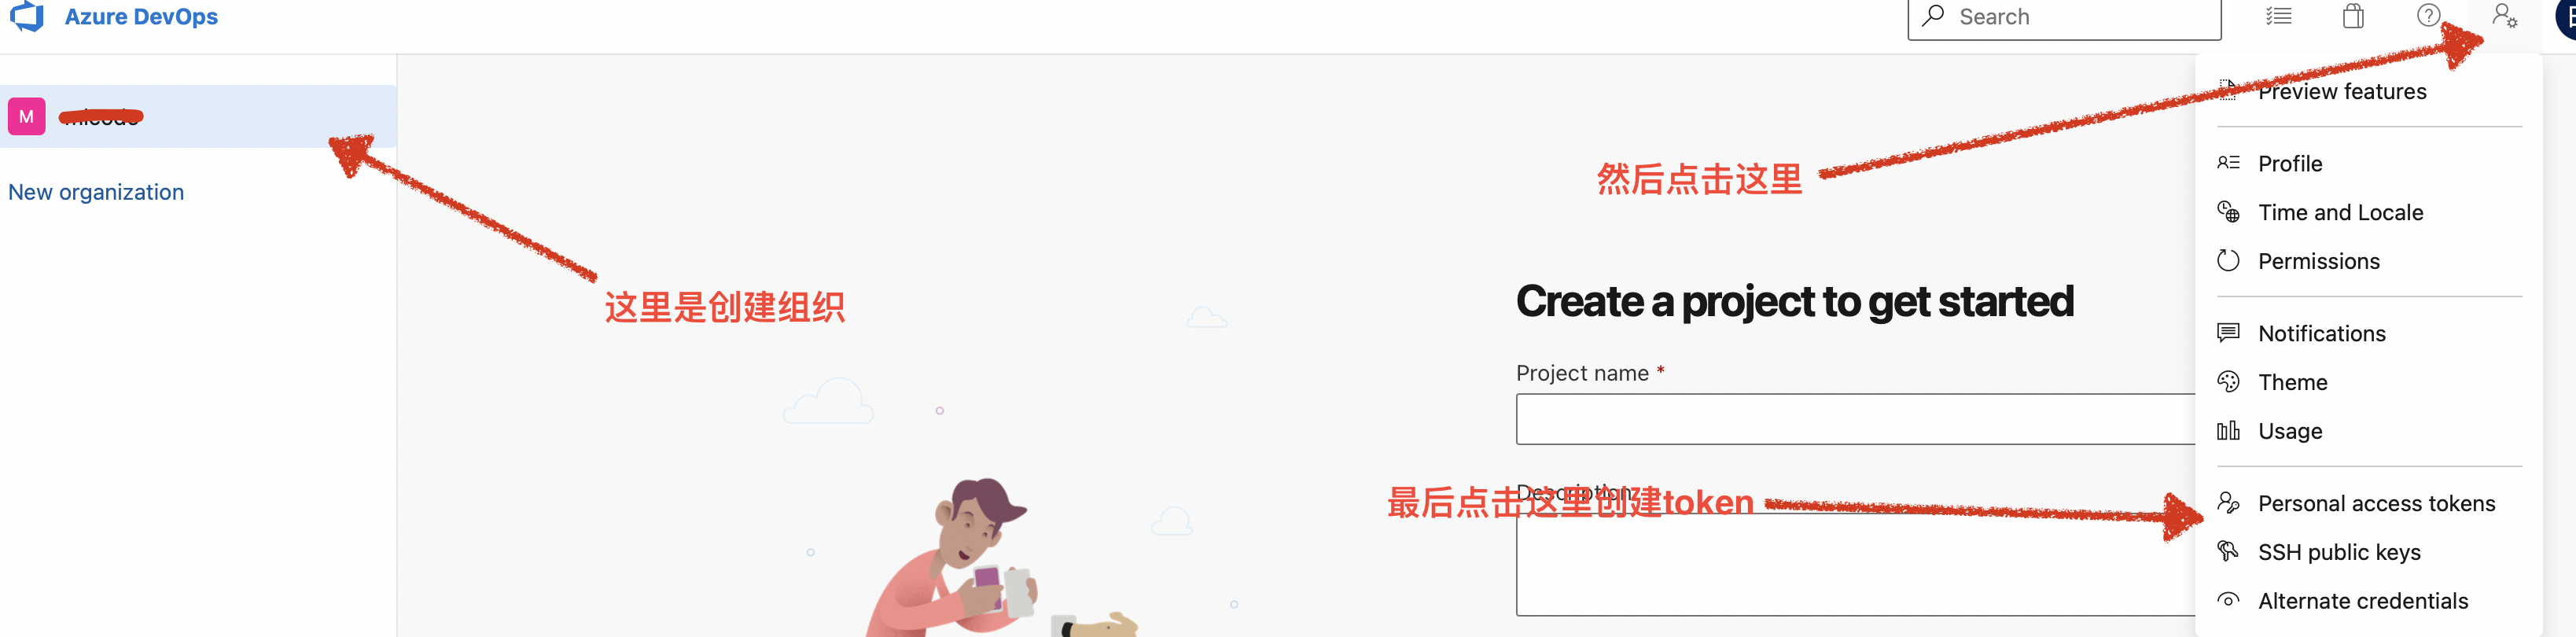 Azure DevOps
Search
M
New organization
这里是创建组织
然后点击这里
Create a project to get started
Project name *
Description
最后点击这里创建token
Preview features
Profile
Time and Locale
Permissions
Notifications
Theme
Usage
Personal access tokens
SSH public keys
Alternate credentials